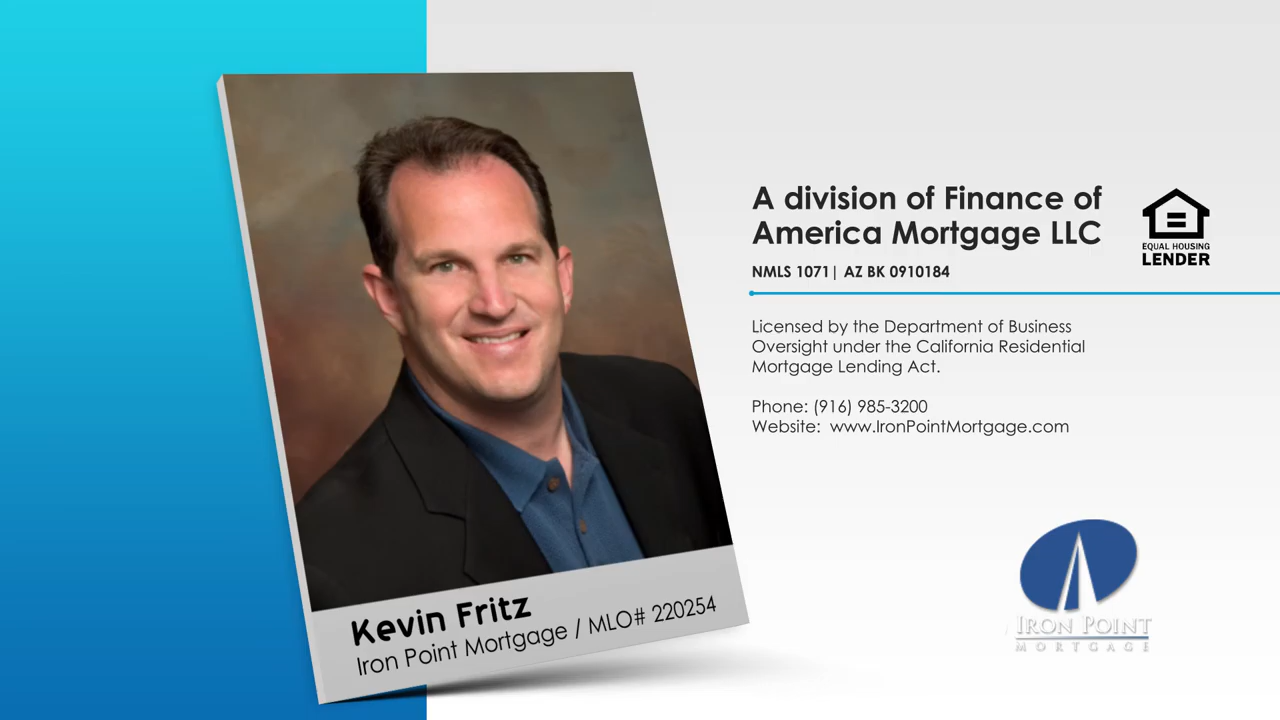 Kevin Fritz
Iron Point Mortgage / MLO# 220254
A division of Finance of
America Mortgage LLC
NMLS 1071| AZ BK 0910184
EQUAL HOUSING
LENDER
Licensed by the Department of Business
Oversight under the California Residential
Mortgage Lending Act.
Phone: (916) 985-3200
Website: www.IronPointMortgage.com
IRON POINT
MORTGAGE